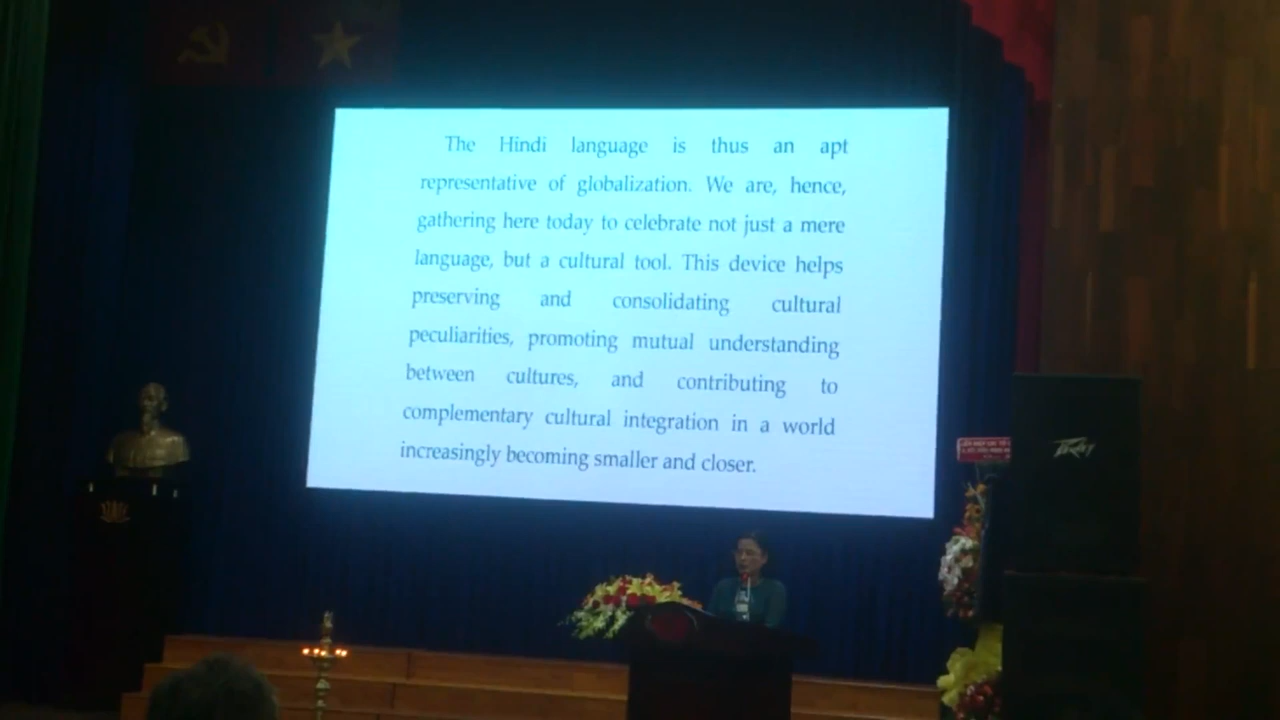 The Hindi language is thus an apt
representative of globalization. We are, hence,
gathering here today to celebrate not just a mere
language, but a cultural tool. This device helps
preserving and consolidating cultural
peculiarities, promoting mutual understanding
between cultures, and contributing to
complementary cultural integration in a world
increasingly becoming smaller and closer.
PEAVEY